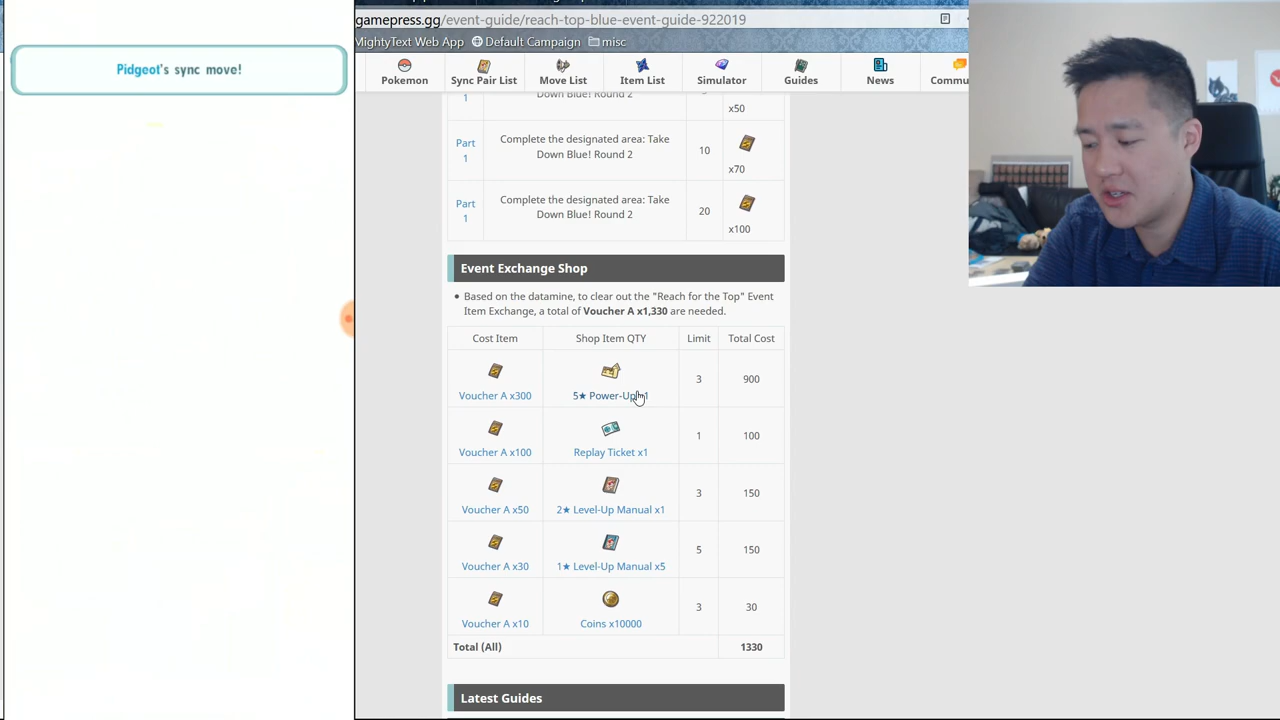 Pidgeot's sync move!
gamepress.gg/event-guide/reach-top-blue-event-guide-922019
MightyText Web App Default Campaign misc
Pokemon Sync Pair List Move List Item List Simulator Guides News Commu
1 Down Blue! Round 2
x50
Part 1 Complete the designated area: Take Down Blue! Round 2 10 x70
Part 1 Complete the designated area: Take Down Blue! Round 2 20 x100
Event Exchange Shop
• Based on the datamine, to clear out the "Reach for the Top" Event
Item Exchange, a total of Voucher A x1,330 are needed.
Cost Item Shop Item QTY Limit Total Cost
Voucher A x300 5★ Power-Up 1 3 900
Voucher A x100 Replay Ticket x1 1 100
Voucher A x50 2★ Level-Up Manual x1 3 150
Voucher A x30 1★ Level-Up Manual x5 5 150
Voucher A x10 Coins x10000 3 30
Total (All) 1330
Latest Guides